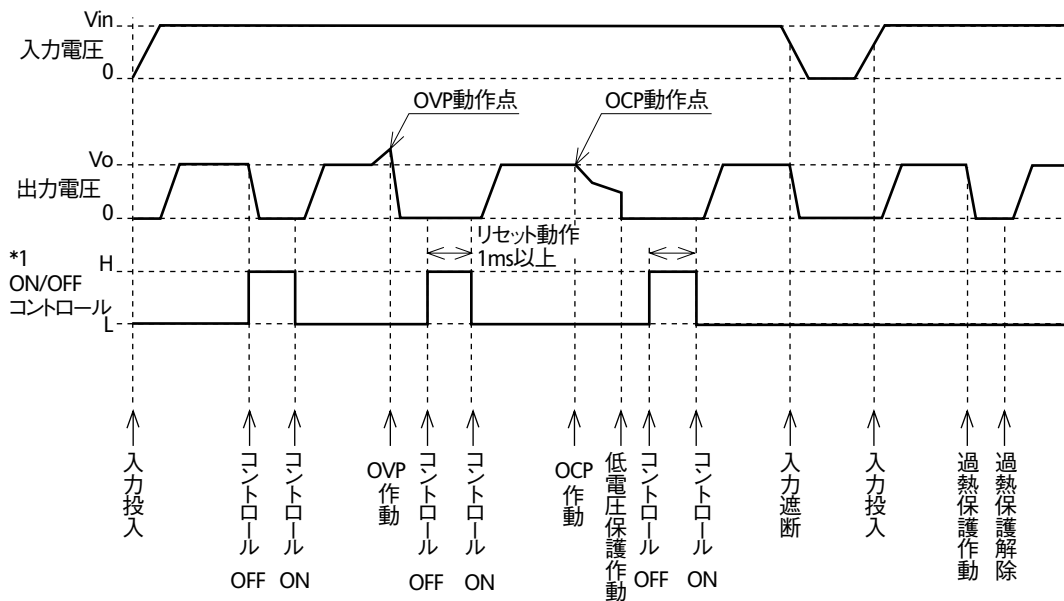 Vin
入力電圧
0
OVP動作点
OCP動作点
Vo
出力電圧
0
リセット動作
1ms以上
*1
H
ON/OFF
コントロール
L
入力投入
コントロール OFF
コントロール ON
OVP作動
コントロール OFF
コントロール ON
OCP作動
低電圧保護作動
コントロール OFF
コントロール ON
入力遮断
入力投入
過熱保護作動
過熱保護解除